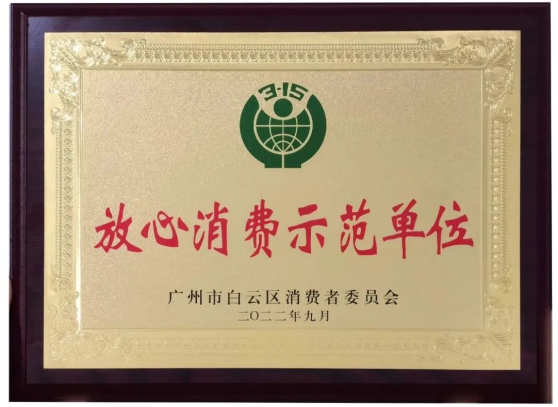 3·15
放心消费示范单位
广州市白云区消费者委员会
二〇二二年九月